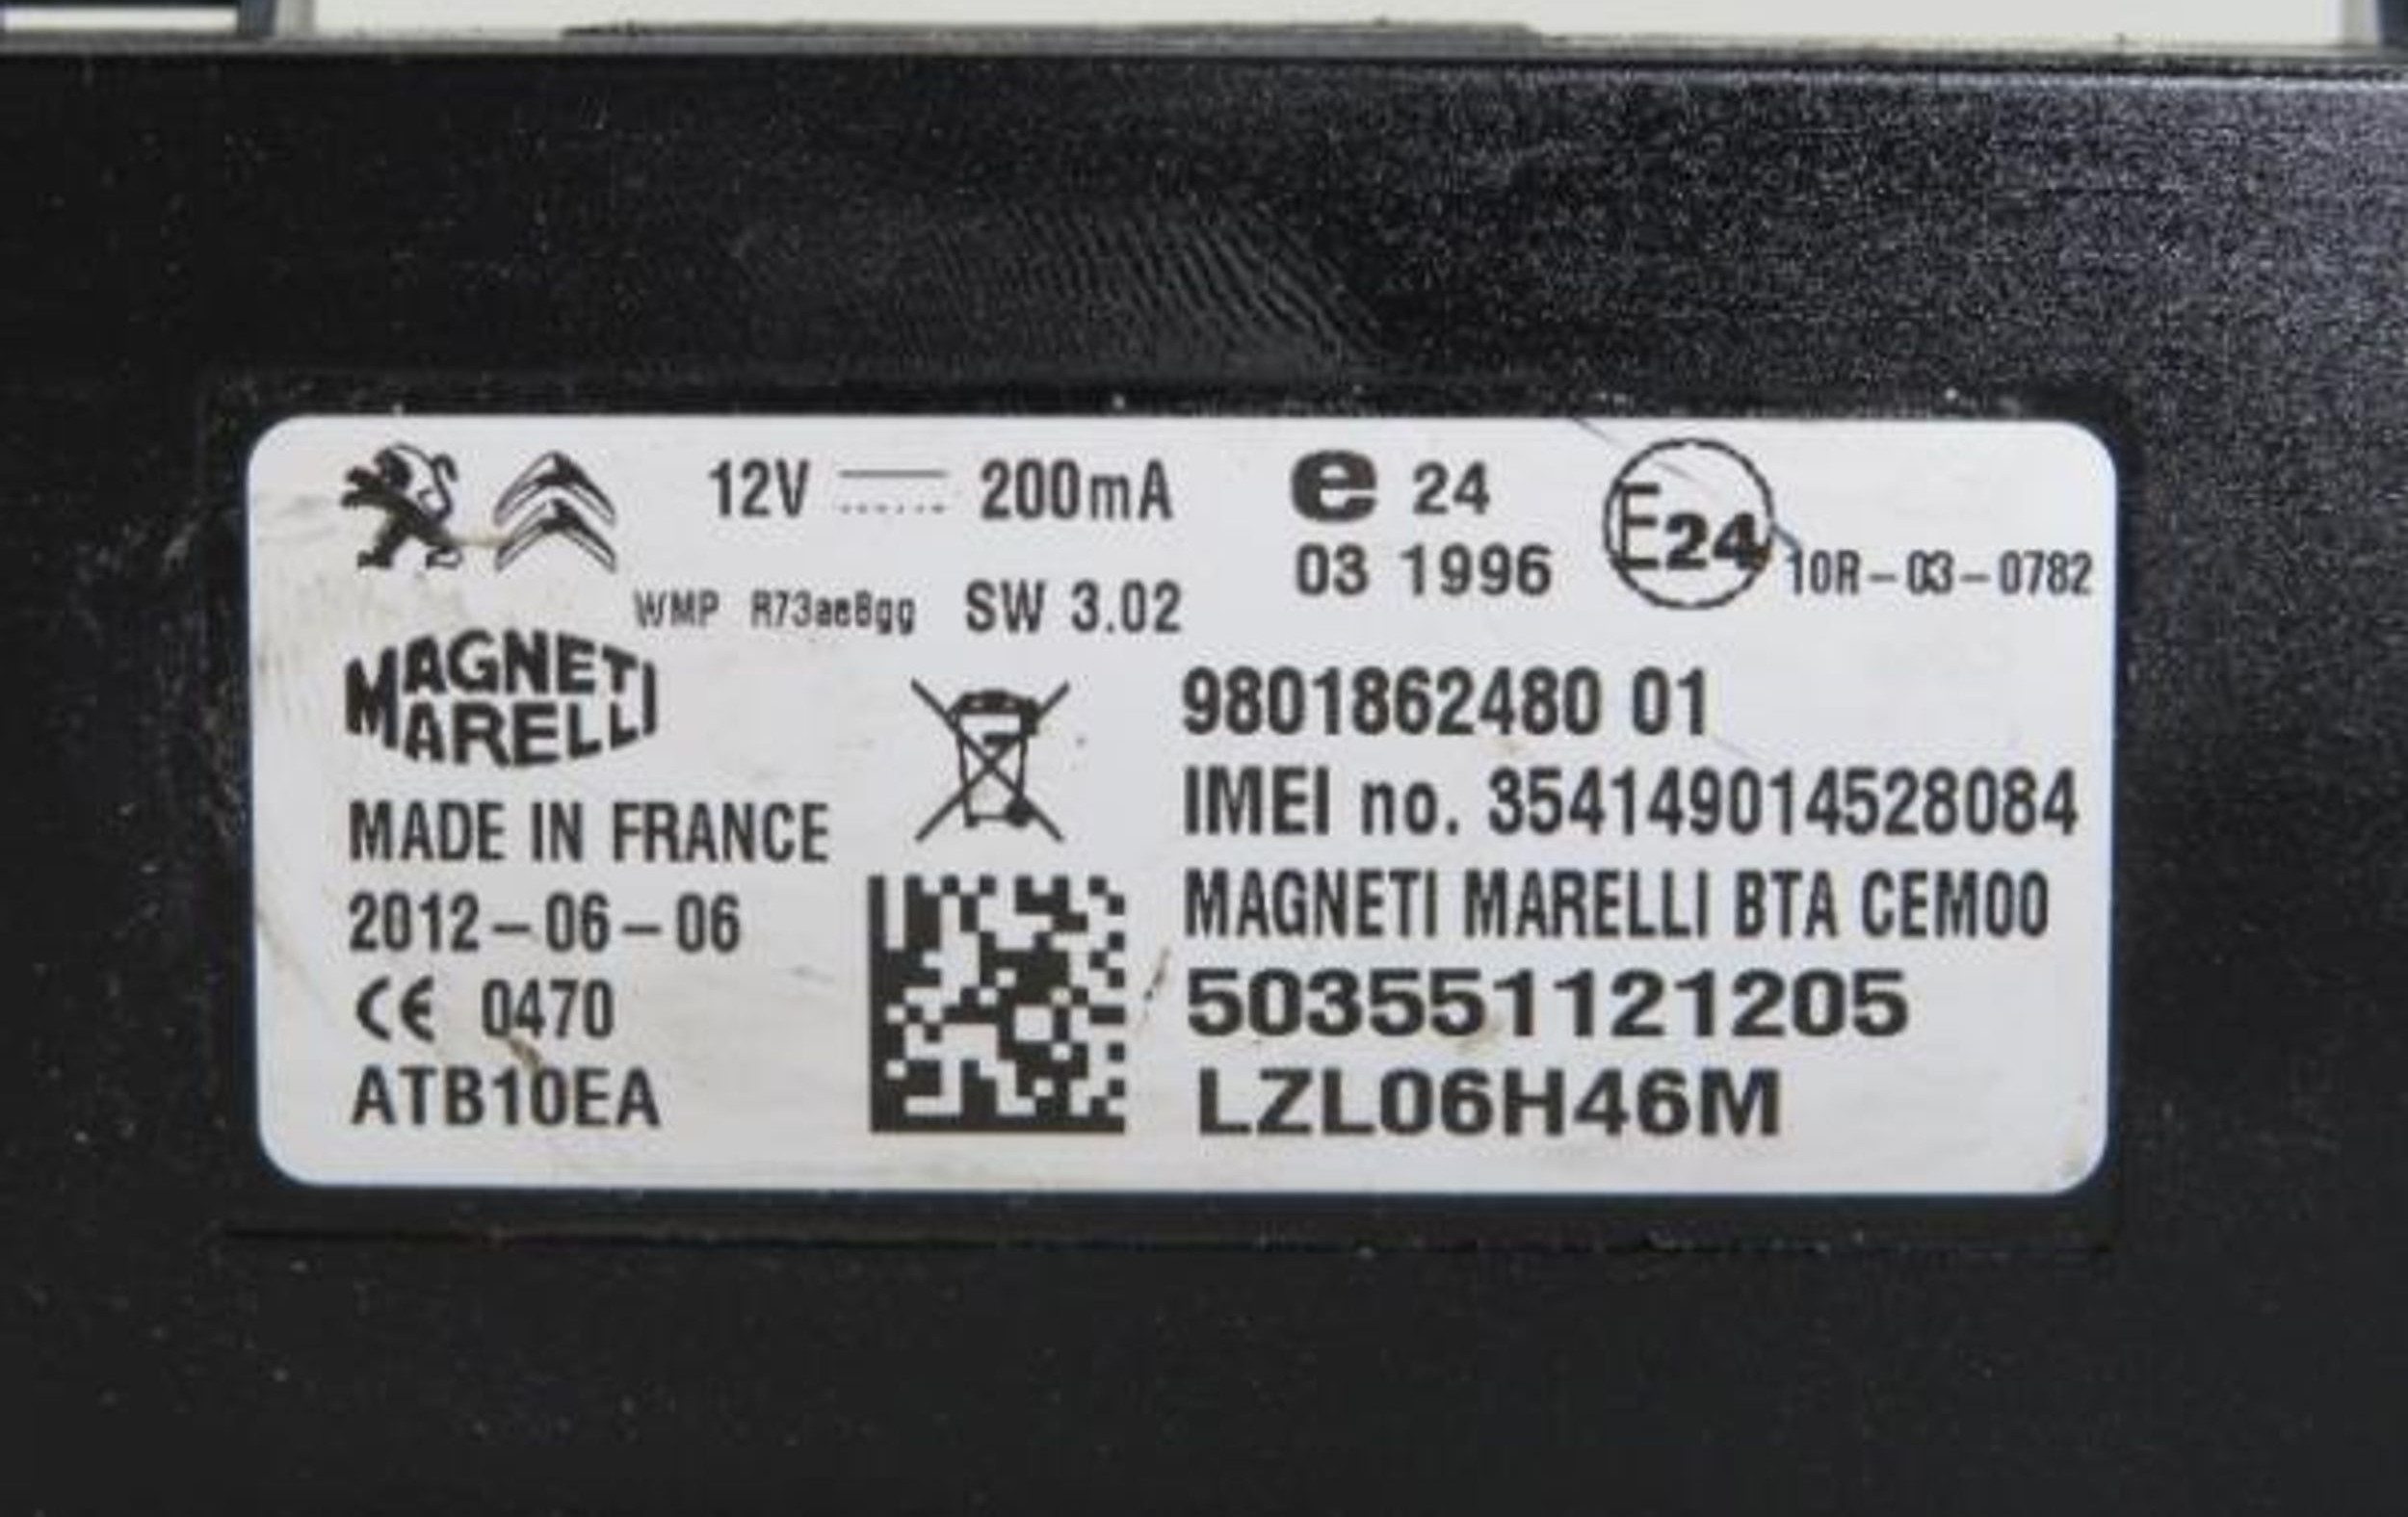 12V 200mA
e 24
03 1996
E24
10R-03-0782
WMP R73ae8gg SW 3.02
MAGNETI
MARELLI
MADE IN FRANCE
2012-06-06
CE 0470
ATB10EA
9801862480 01
IMEI no. 354149014528084
MAGNETI MARELLI BTA CEM00
503551121205
LZL06H46M